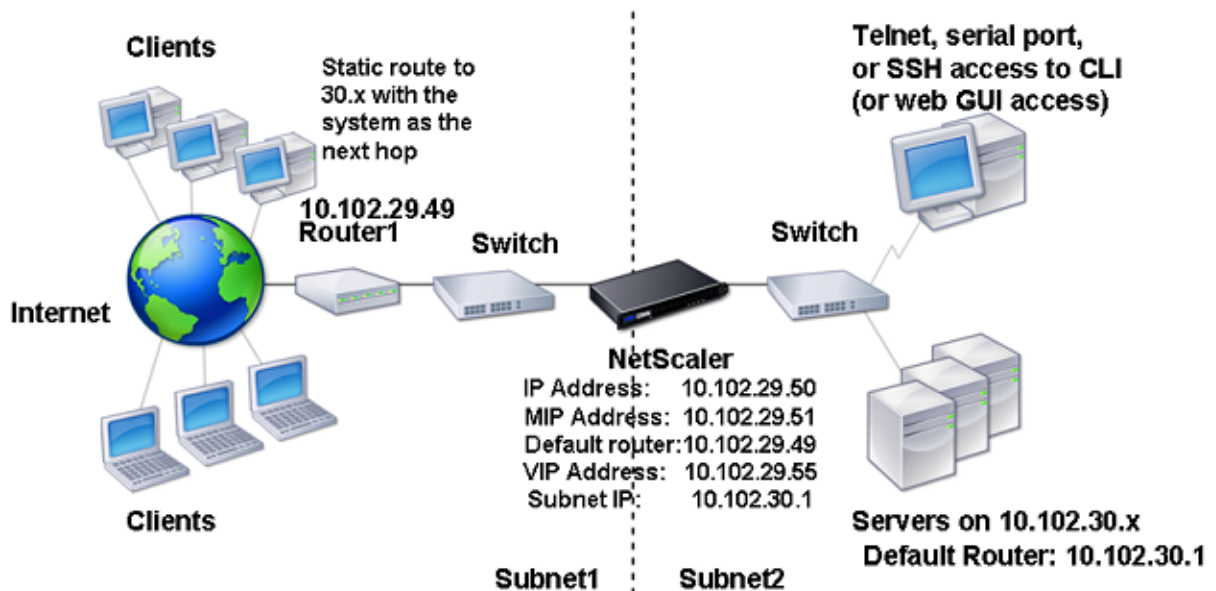 Clients
Static route to
30.x with the
system as the
next hop
10.102.29.49
Router1
Switch
Internet
Clients
NetScaler
IP Address: 10.102.29.50
MIP Address: 10.102.29.51
Default router: 10.102.29.49
VIP Address: 10.102.29.55
Subnet IP: 10.102.30.1
Telnet, serial port,
or SSH access to CLI
(or web GUI access)
Switch
Servers on 10.102.30.x
Default Router: 10.102.30.1
Subnet1
Subnet2